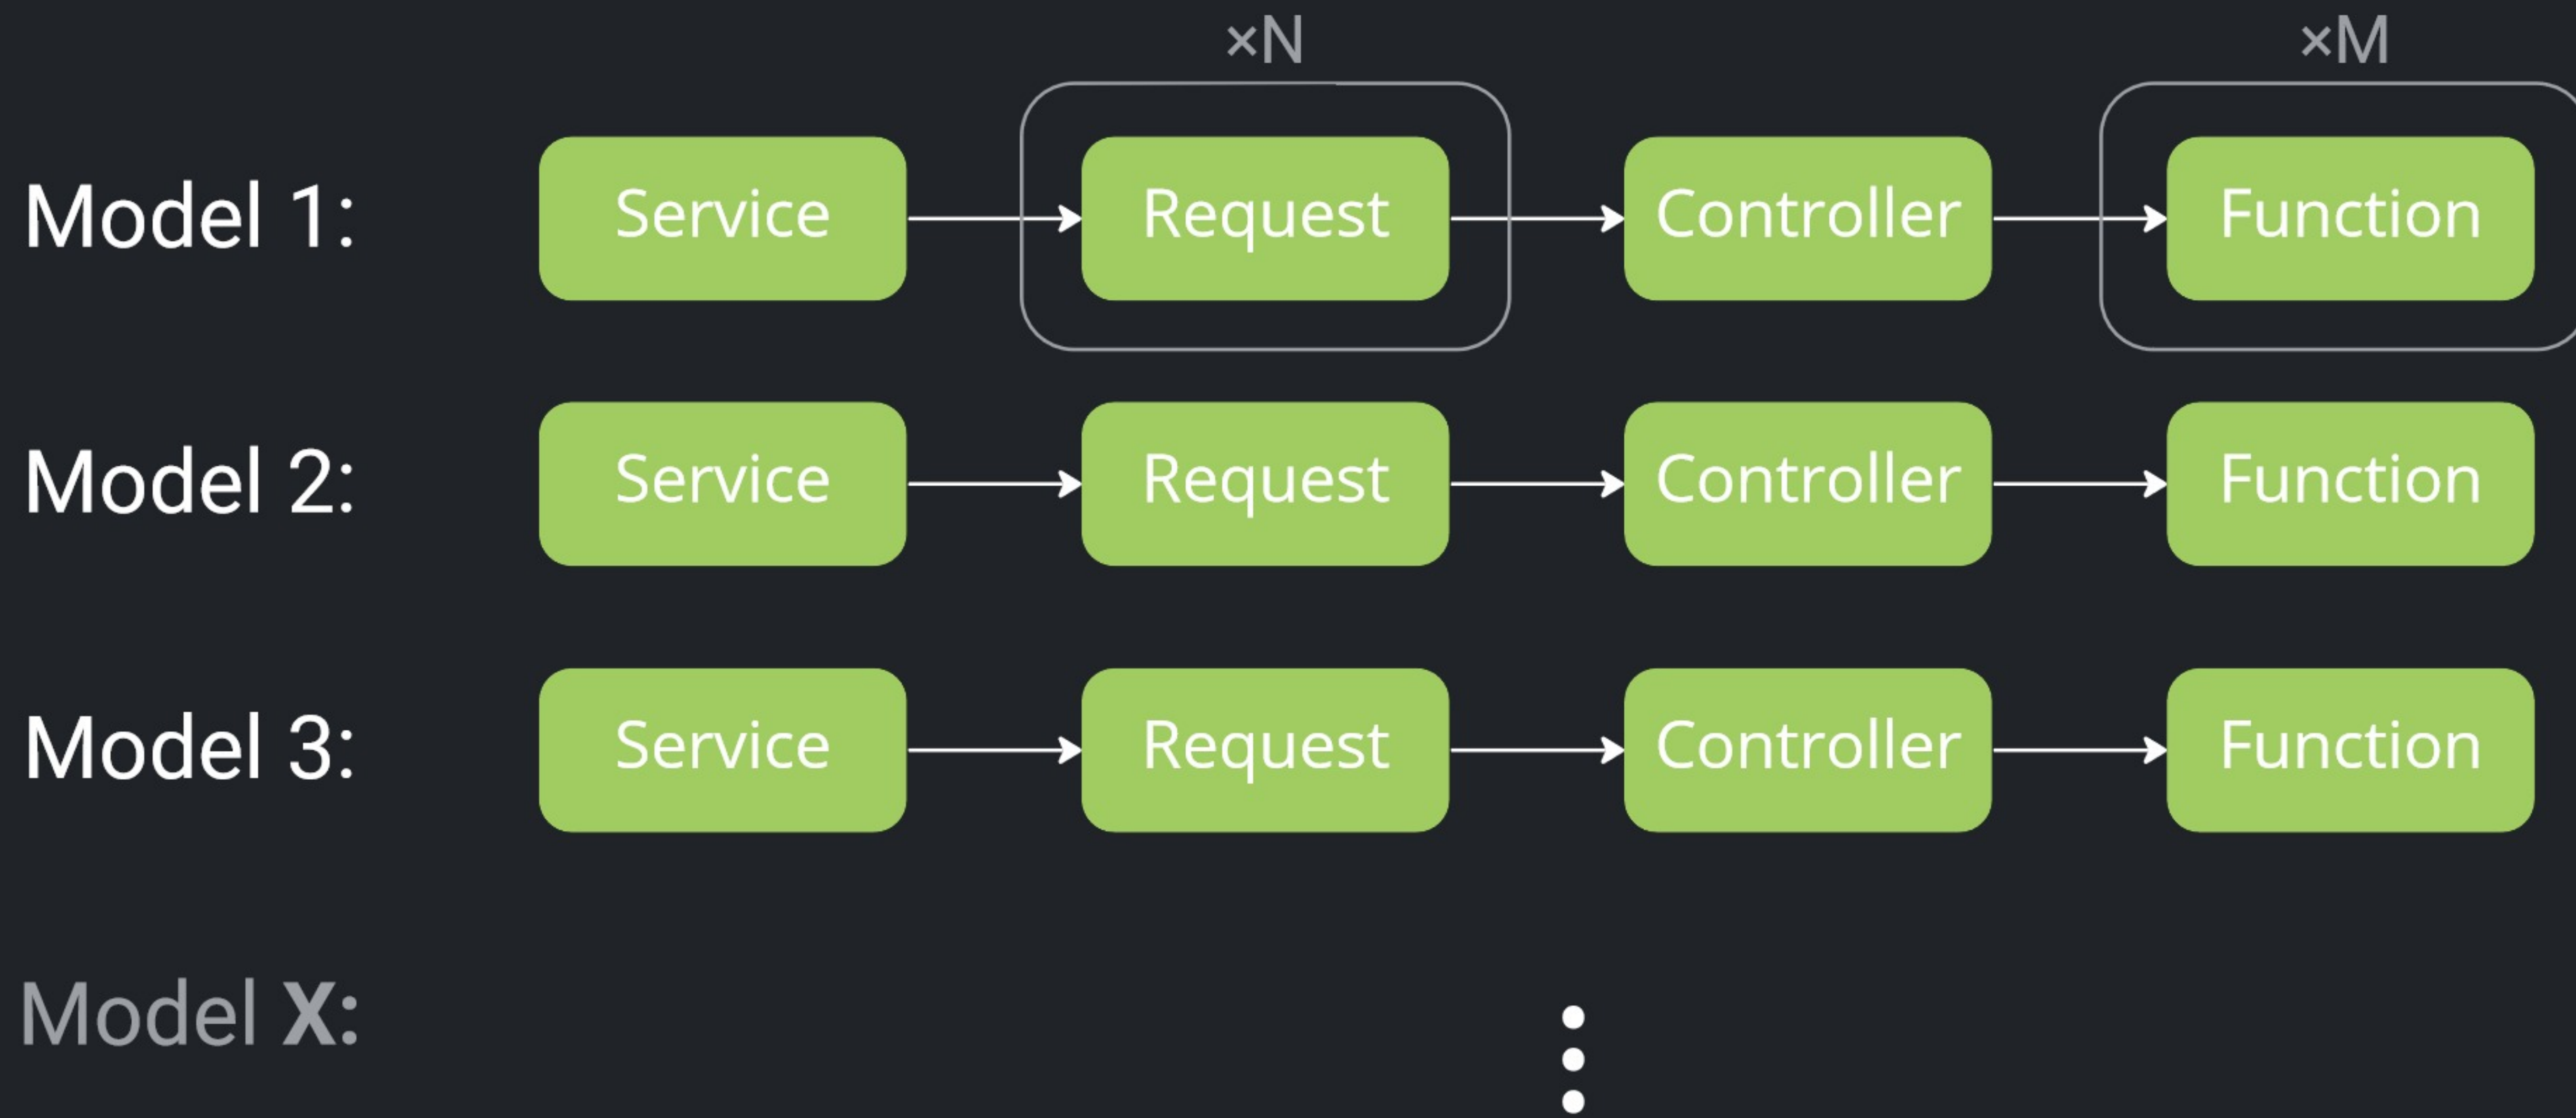 ×N ×M
Model 1: Service Request Controller Function
Model 2: Service Request Controller Function
Model 3: Service Request Controller Function
Model X: